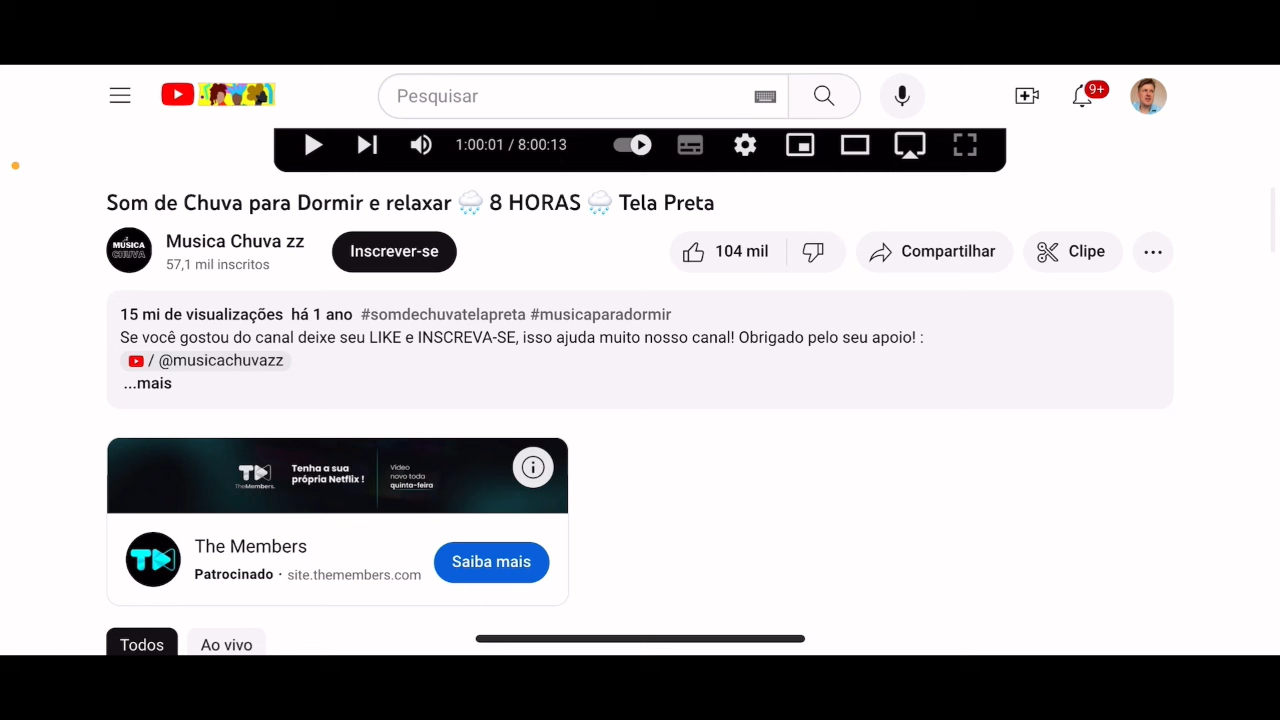 Pesquisar
9+
1:00:01 / 8:00:13
Som de Chuva para Dormir e relaxar 🌧️ 8 HORAS 🌧️ Tela Preta
MÚSICA
CHUVA
Musica Chuva zz
57,1 mil inscritos
Inscrever-se
104 mil
Compartilhar
Clipe
15 mi de visualizações há 1 ano #somdechuvatelapreta #musicaparadormir
Se você gostou do canal deixe seu LIKE e INSCREVA-SE, isso ajuda muito nosso canal! Obrigado pelo seu apoio! :
/ @musicachuvazz
...mais
TheMembers.
Tenha a sua
própria Netflix !
Video
novo toda
quinta-feira
The Members
Patrocinado · site.themembers.com
Saiba mais
Todos
Ao vivo